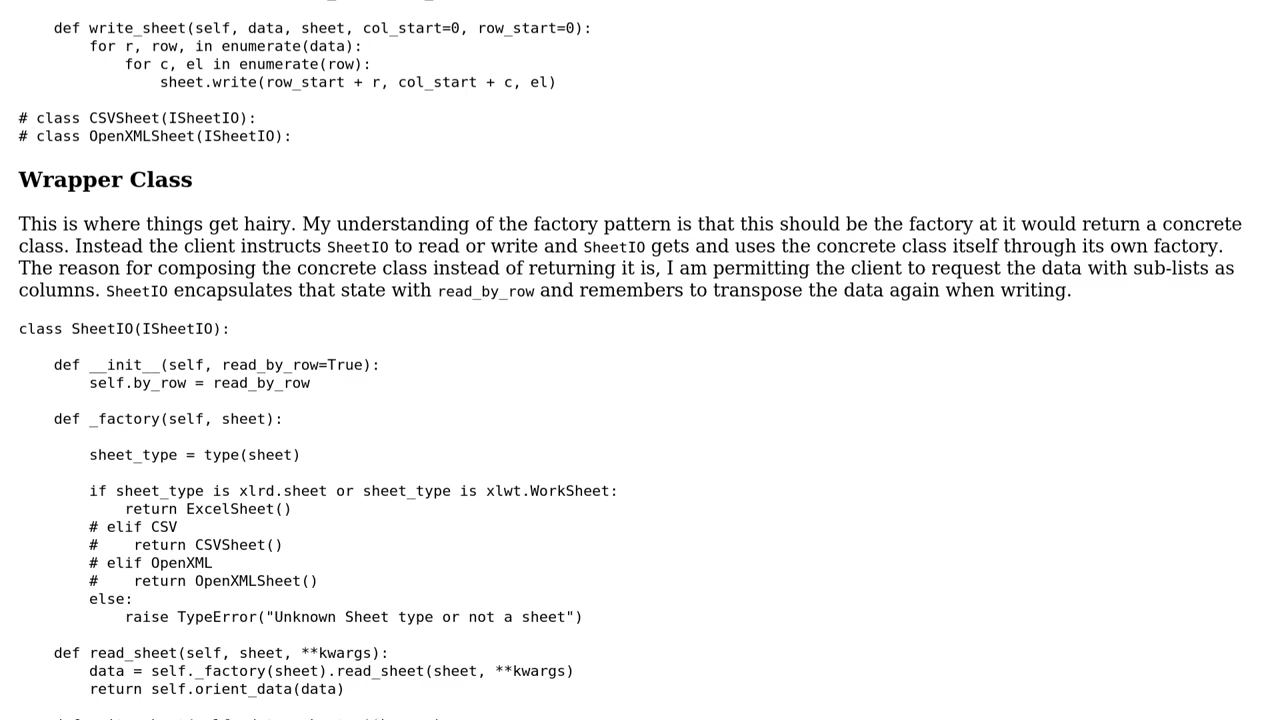 def write_sheet(self, data, sheet, col_start=0, row_start=0):
for r, row, in enumerate(data):
for c, el in enumerate(row):
sheet.write(row_start + r, col_start + c, el)
# class CSVSheet(ISheetIO):
# class OpenXMLSheet(ISheetIO):
Wrapper Class
This is where things get hairy. My understanding of the factory pattern is that this should be the factory at it would return a concrete
class. Instead the client instructs SheetIO to read or write and SheetIO gets and uses the concrete class itself through its own factory.
The reason for composing the concrete class instead of returning it is, I am permitting the client to request the data with sub-lists as
columns. SheetIO encapsulates that state with read_by_row and remembers to transpose the data again when writing.
class SheetIO(ISheetIO):
def __init__(self, read_by_row=True):
self.by_row = read_by_row
def _factory(self, sheet):
sheet_type = type(sheet)
if sheet_type is xlrd.sheet or sheet_type is xlwt.WorkSheet:
return ExcelSheet()
# elif CSV
#    return CSVSheet()
# elif OpenXML
#    return OpenXMLSheet()
else:
raise TypeError("Unknown Sheet type or not a sheet")
def read_sheet(self, sheet, **kwargs):
data = self._factory(sheet).read_sheet(sheet, **kwargs)
return self.orient_data(data)